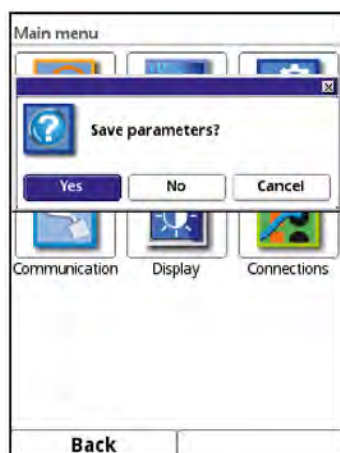 Main menu
Save parameters?
Yes No Cancel
Communication Display Connections
Back